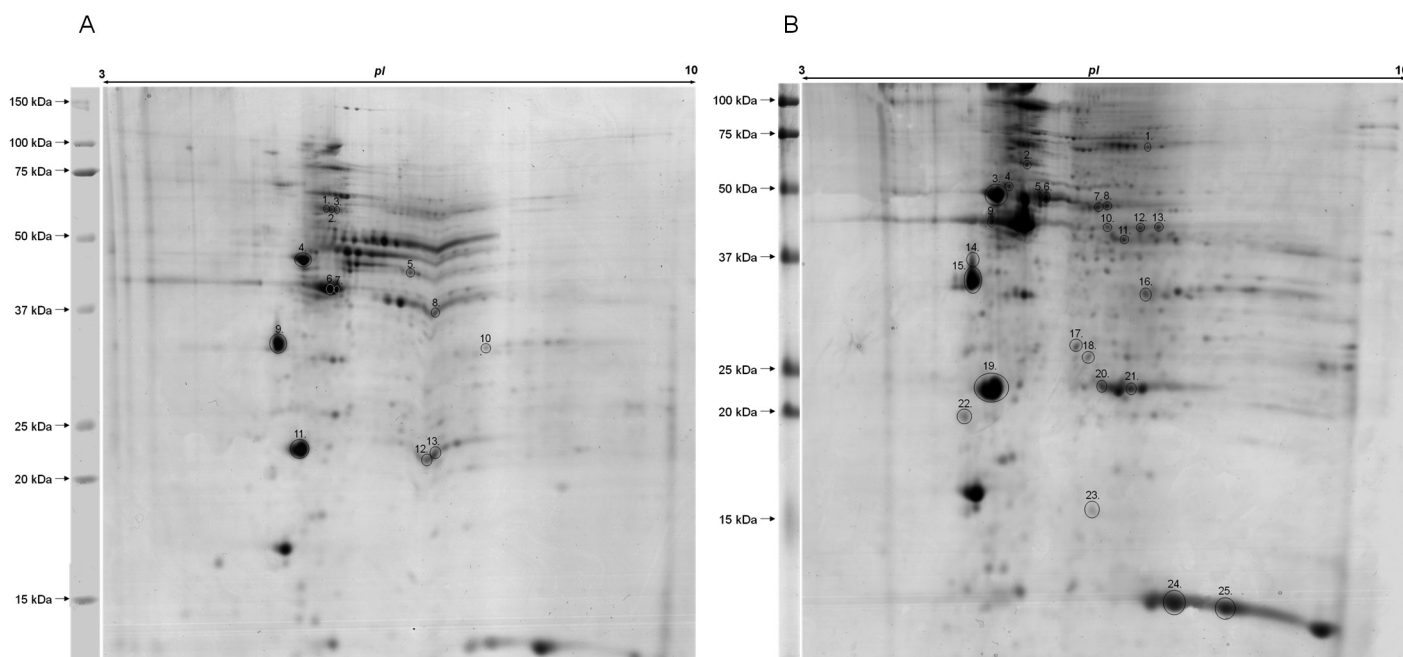 A
B
3
pI
10
3
pI
10
150 kDa
100 kDa
75 kDa
50 kDa
37 kDa
25 kDa
20 kDa
15 kDa
1. 3.
2.
4.
5.
6. 7.
8.
9.
10
11.
12.
13.
100 kDa
75 kDa
50 kDa
37 kDa
25 kDa
20 kDa
15 kDa
1.
2.
3.
4.
5. 6.
7. 8.
9.
10.
11.
12. 13.
14.
15.
16.
17.
18.
19.
20. 21.
22.
23.
24.
25.